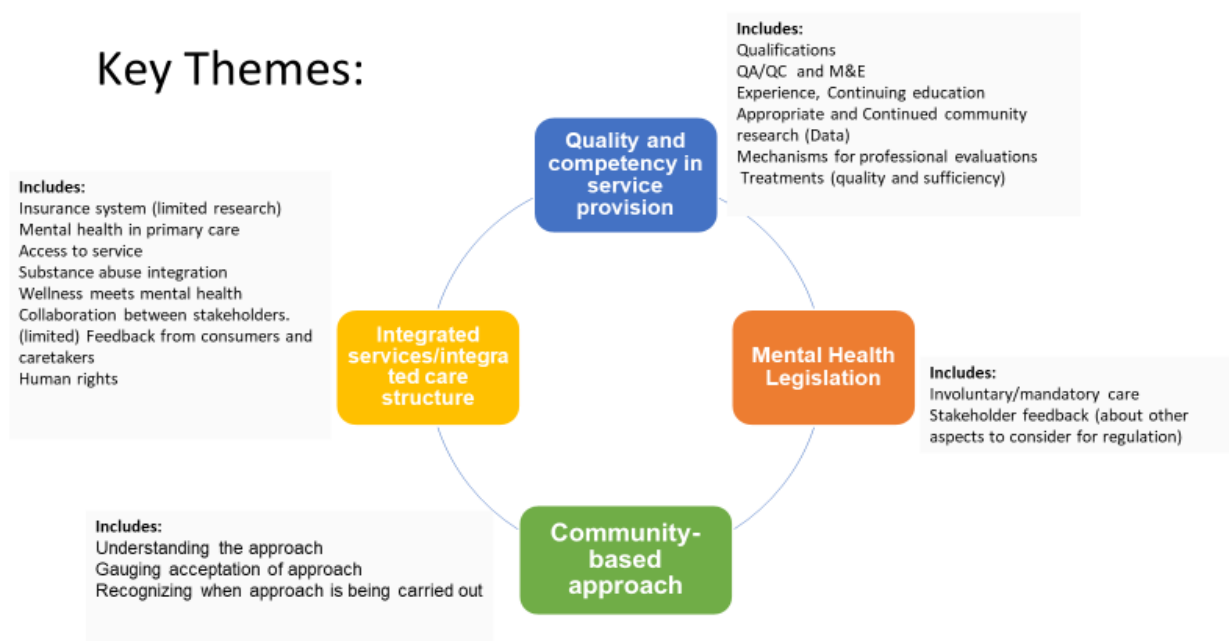 Key Themes:
Includes:
Qualifications
QA/QC and M&E
Experience, Continuing education
Appropriate and Continued community
research (Data)
Mechanisms for professional evaluations
Treatments (quality and sufficiency)
Quality and
competency in
service
provision
Includes:
Insurance system (limited research)
Mental health in primary care
Access to service
Substance abuse integration
Wellness meets mental health
Collaboration between stakeholders.
(limited) Feedback from consumers and
caretakers
Human rights
Integrated
services/integra
ted care
structure
Mental Health
Legislation
Includes:
Involuntary/mandatory care
Stakeholder feedback (about other
aspects to consider for regulation)
Includes:
Understanding the approach
Gauging acceptation of approach
Recognizing when approach is being carried out
Community-
based
approach